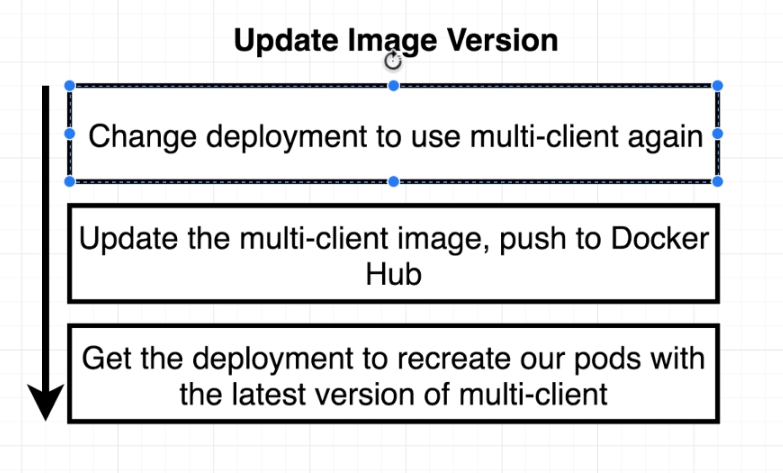 Update Image Version
Change deployment to use multi-client again
Update the multi-client image, push to Docker
Hub
Get the deployment to recreate our pods with
the latest version of multi-client